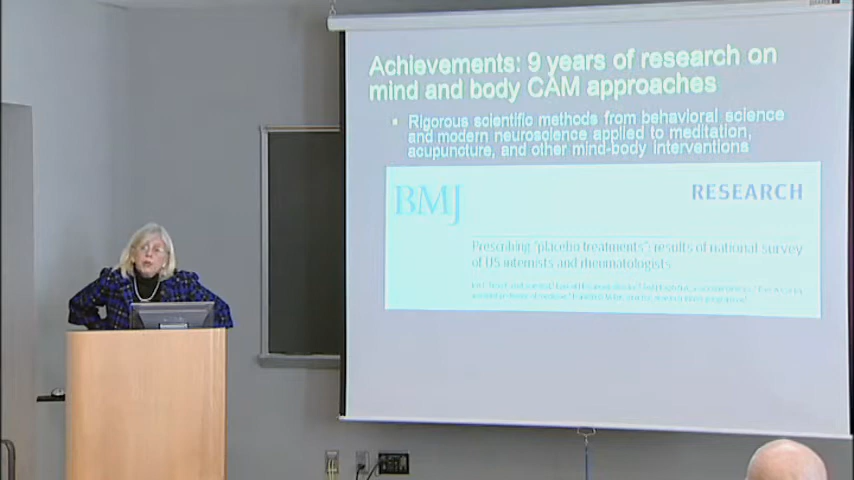 Achievements: 9 years of research on
mind and body CAM approaches
Rigorous scientific methods from behavioral science
and modern neuroscience applied to meditation,
acupuncture, and other mind-body interventions
BMJ
RESEARCH
Prescribing "placebo treatments": results of national survey
of US internists and rheumatologists